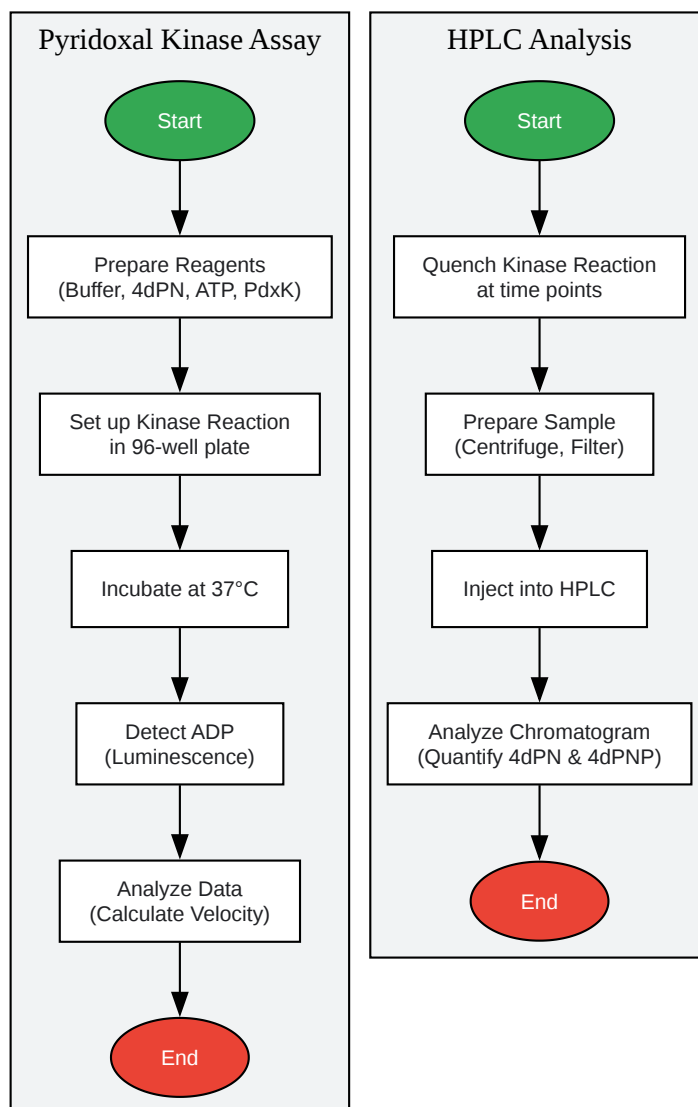 Pyridoxal Kinase Assay
Start
Prepare Reagents
(Buffer, 4dPN, ATP, PdxK)
Set up Kinase Reaction
in 96-well plate
Incubate at 37°C
Detect ADP
(Luminescence)
Analyze Data
(Calculate Velocity)
End
HPLC Analysis
Start
Quench Kinase Reaction
at time points
Prepare Sample
(Centrifuge, Filter)
Inject into HPLC
Analyze Chromatogram
(Quantify 4dPN & 4dPNP)
End